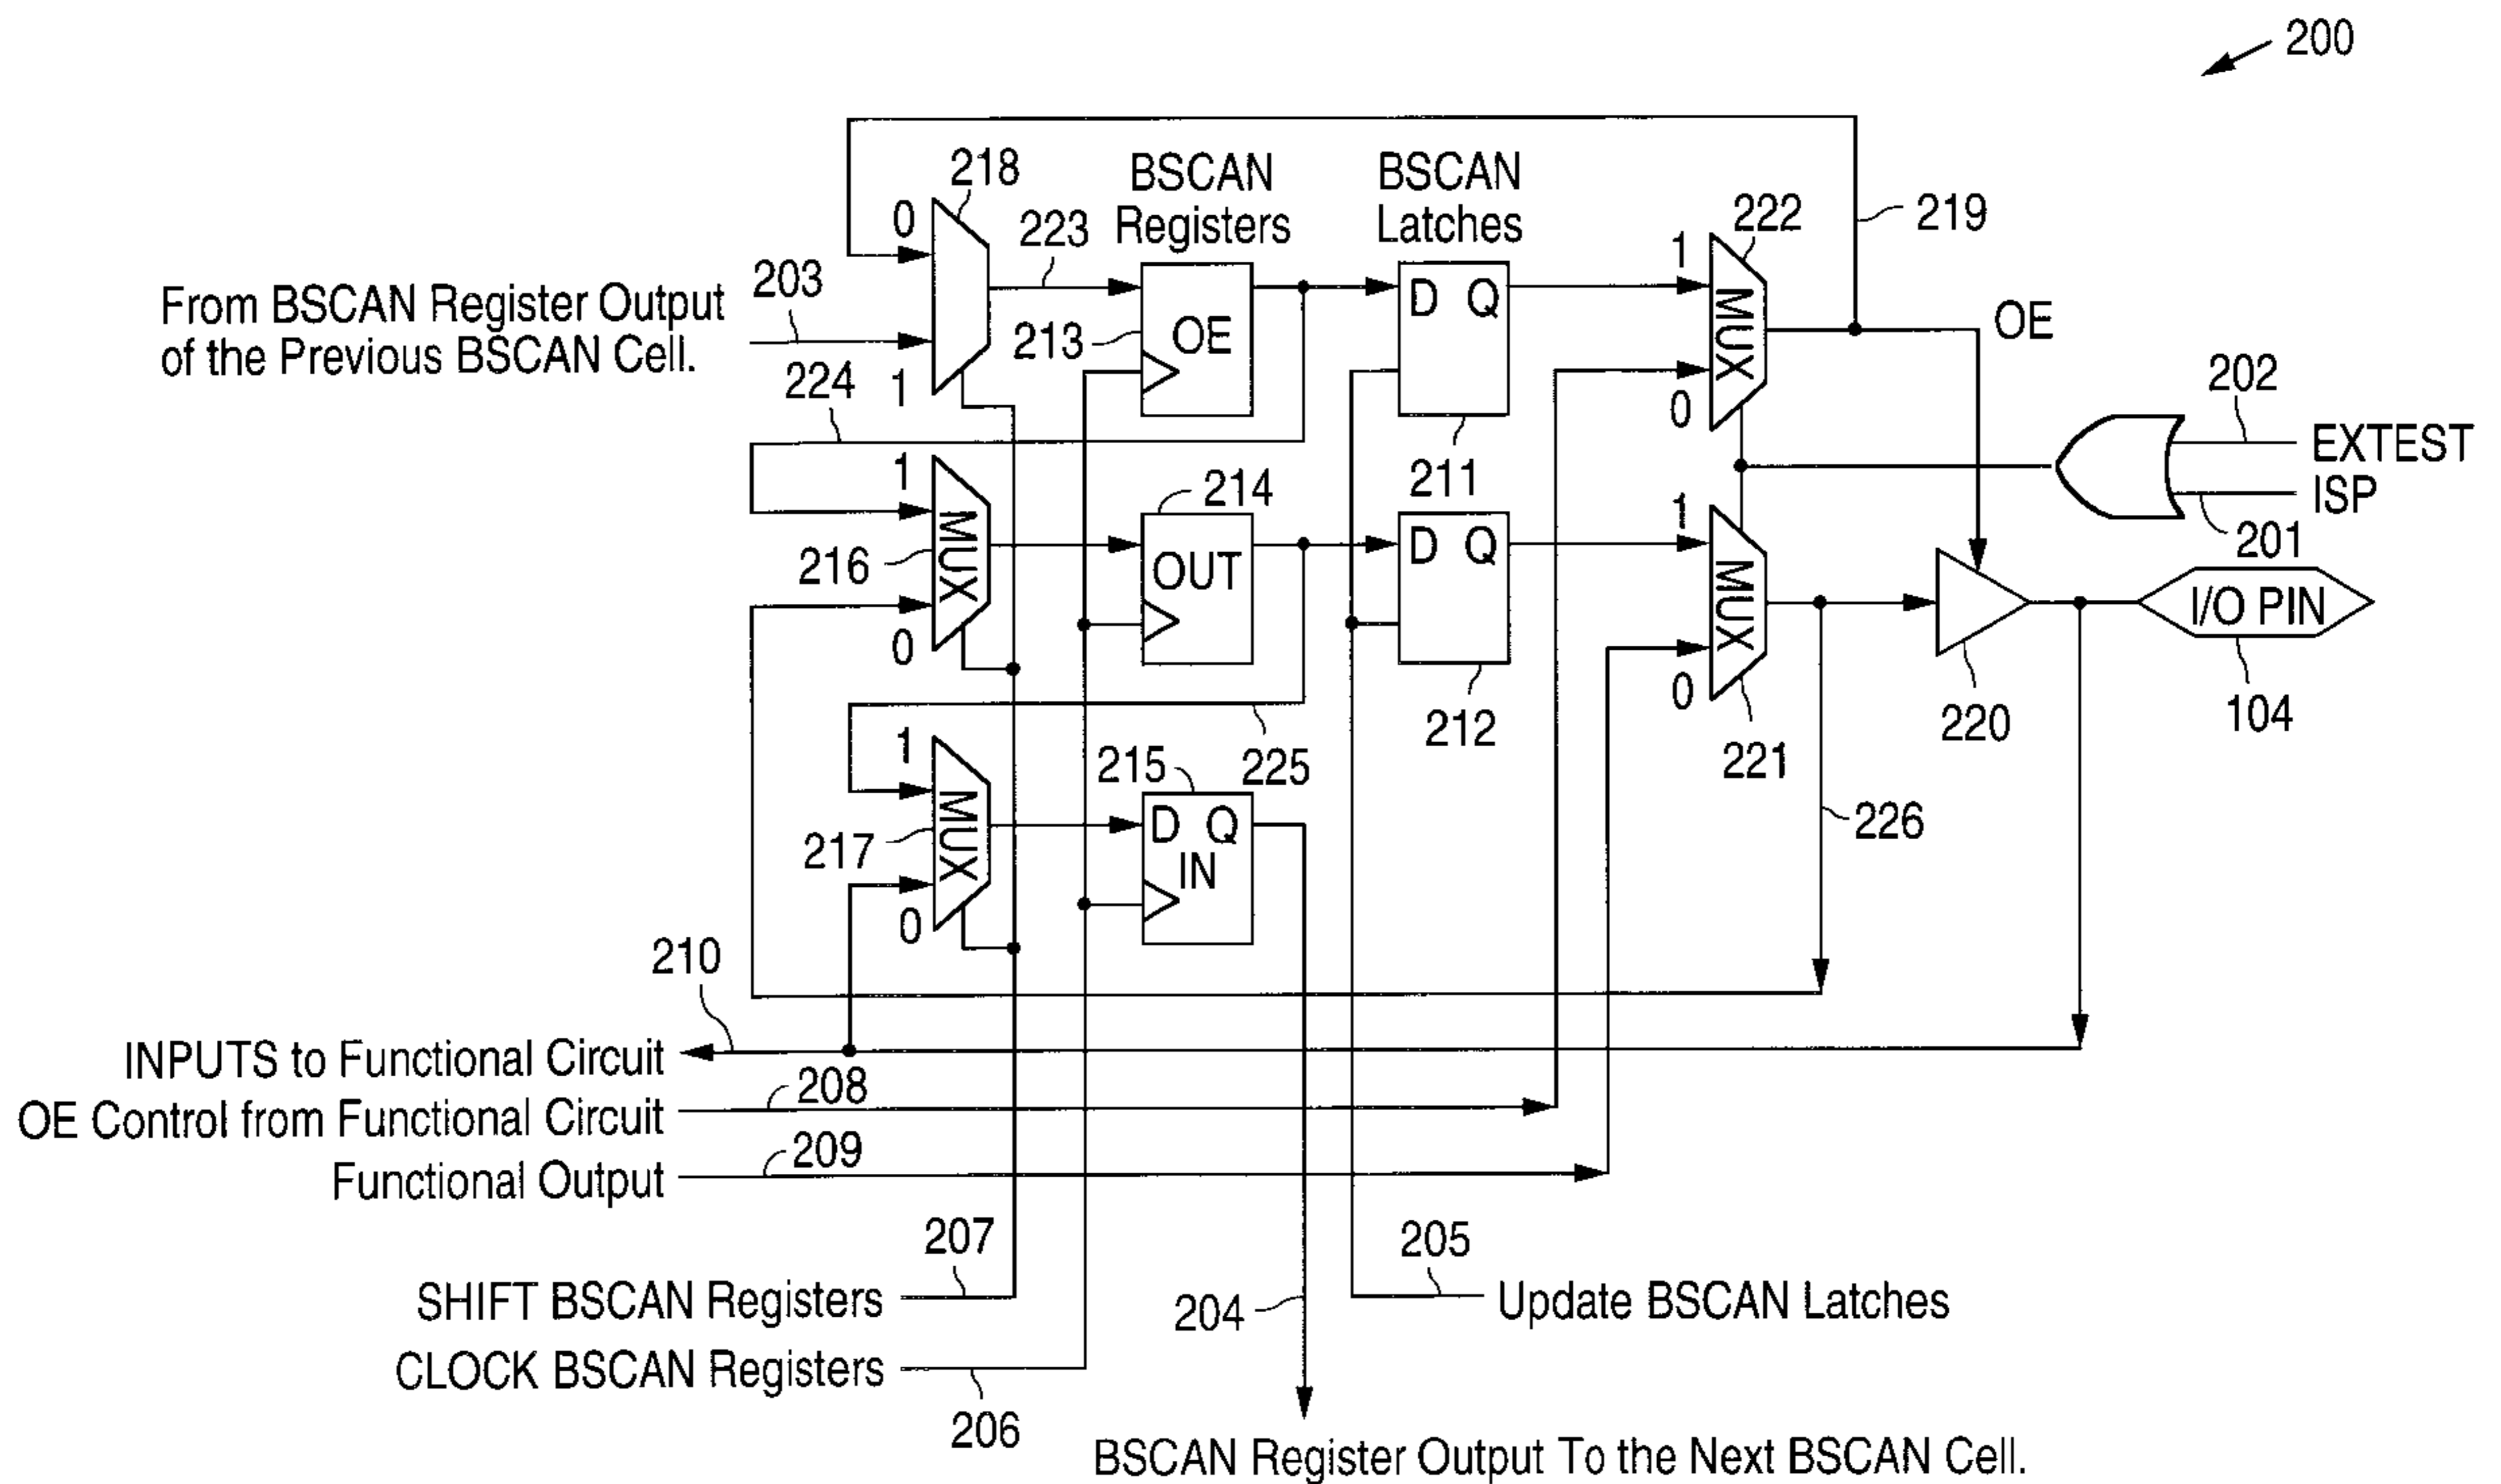 200
218
BSCAN
Registers
BSCAN
Latches
222
219
0
223
1
203
From BSCAN Register Output
of the Previous BSCAN Cell.
213
OE
D Q
MUX
OE
224
1
0
202
EXTEST
ISP
201
1
214
211
1
216
MUX
OUT
D Q
MUX
I/O PIN
0
0
212
220
104
1
215
225
221
217
MUX
D Q
IN
226
0
210
INPUTS to Functional Circuit
208
OE Control from Functional Circuit
209
Functional Output
207
205
SHIFT BSCAN Registers
204
Update BSCAN Latches
CLOCK BSCAN Registers
206
BSCAN Register Output To the Next BSCAN Cell.